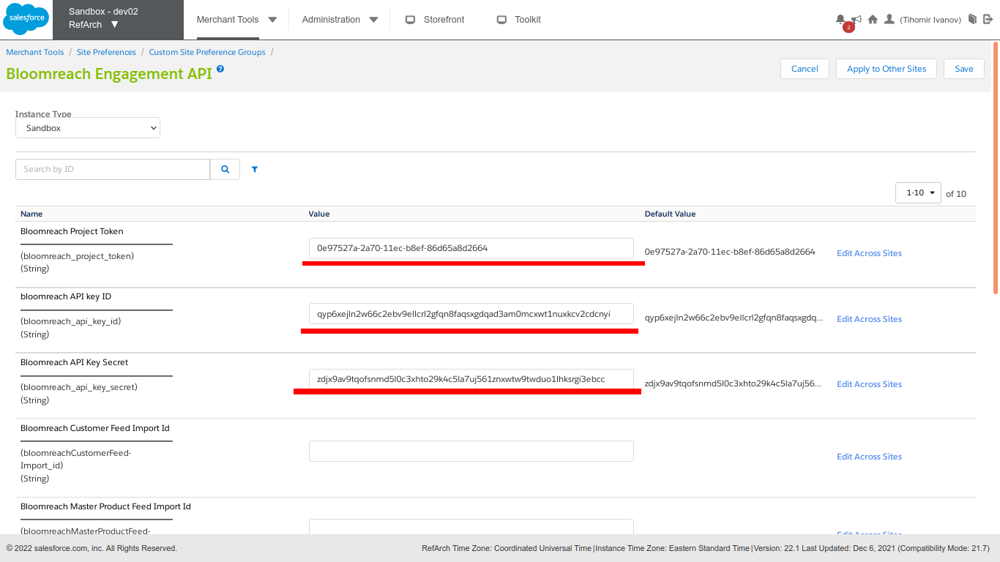 salesforce
Sandbox - dev02
RefArch
Merchant Tools
Administration
Storefront
Toolkit
2
(Tihomir Ivanov)
Merchant Tools / Site Preferences / Custom Site Preference Groups /
Bloomreach Engagement API ?
Cancel
Apply to Other Sites
Save
Instance Type
Sandbox
Search by ID
1-10 of 10
Name Value Default Value
Bloomreach Project Token
(bloomreach_project_token)
(String)
0e97527a-2a70-11ec-b8ef-86d65a8d2664
0e97527a-2a70-11ec-b8ef-86d65a8d2664
Edit Across Sites
bloomreach API key ID
(bloomreach_api_key_id)
(String)
qyp6xejln2w66c2ebv9ellcrl2gfqn8faqsxgdqad3am0mcxwt1nuxkcv2cdcnyi
qyp6xejln2w66c2ebv9ellcrl2gfqn8faqsxgdq...
Edit Across Sites
Bloomreach API Key Secret
(bloomreach_api_key_secret)
(String)
zdjx9av9tqofsnmd5l0c3xhto29k4c5la7uj561znxwtw9twduo1lhksrgi3ebcc
zdjx9av9tqofsnmd5l0c3xhto29k4c5la7uj56...
Edit Across Sites
Bloomreach Customer Feed Import Id
(bloomreachCustomerFeed-
Import_id)
(String)
Edit Across Sites
Bloomreach Master Product Feed Import Id
(bloomreachMasterProductFeed-
Edit Across Sites
© 2022 salesforce.com, inc. All Rights Reserved.
RefArch Time Zone: Coordinated Universal Time|Instance Time Zone: Eastern Standard Time|Version: 22.1 Last Updated: Dec 6, 2021 (Compatibility Mode: 21.7)